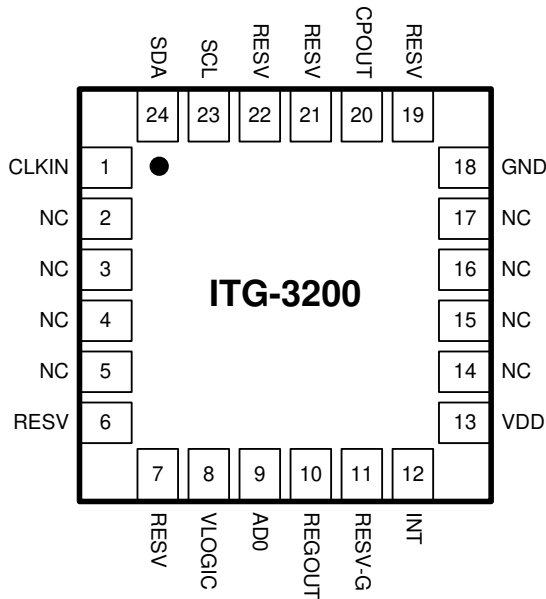 SDA SCL RESV RESV CPOUT RESV
24 23 22 21 20 19
CLKIN 1 18 GND
NC 2 17 NC
NC 3 16 NC
ITG-3200
NC 4 15 NC
NC 5 14 NC
RESV 6 13 VDD
7 8 9 10 11 12
RESV VLOGIC AD0 REGOUT RESV-G INT